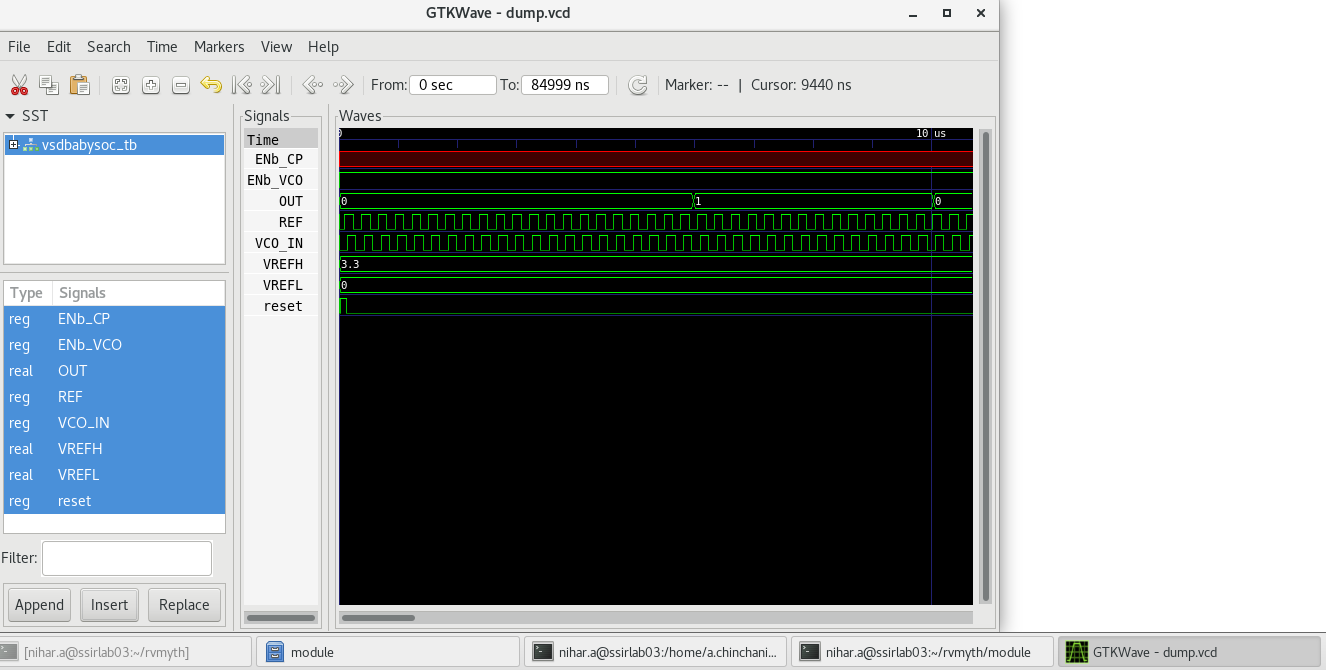 GTKWave - dump.vcd
File Edit Search Time Markers View Help
From: 0 sec To: 84999 ns Marker: -- | Cursor: 9440 ns
SST
vsdbabysoc_tb
Type Signals
reg ENb_CP
reg ENb_VCO
real OUT
reg REF
reg VCO_IN
real VREFH
real VREFL
reg reset
Filter:
Append Insert Replace
Signals
Time
ENb_CP
ENb_VCO
OUT
REF
VCO_IN
VREFH
VREFL
reset
Waves
0 10 us
0 1 0
3.3
0
[nihar.a@ssirlab03:~/rvmyth] module nihar.a@ssirlab03:/home/a.chinchani... nihar.a@ssirlab03:~/rvmyth/module GTKWave - dump.vcd